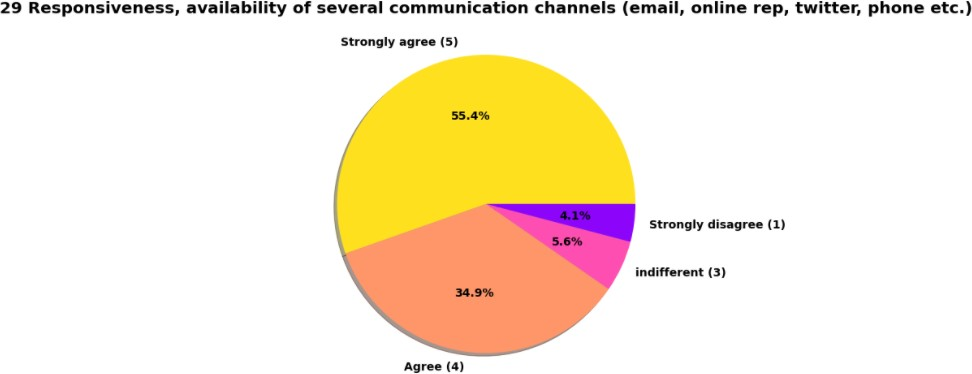 29 Responsiveness, availability of several communication channels (email, online rep, twitter, phone etc.)
Strongly agree (5)
55.4%
4.1%
Strongly disagree (1)
5.6%
indifferent (3)
34.9%
Agree (4)